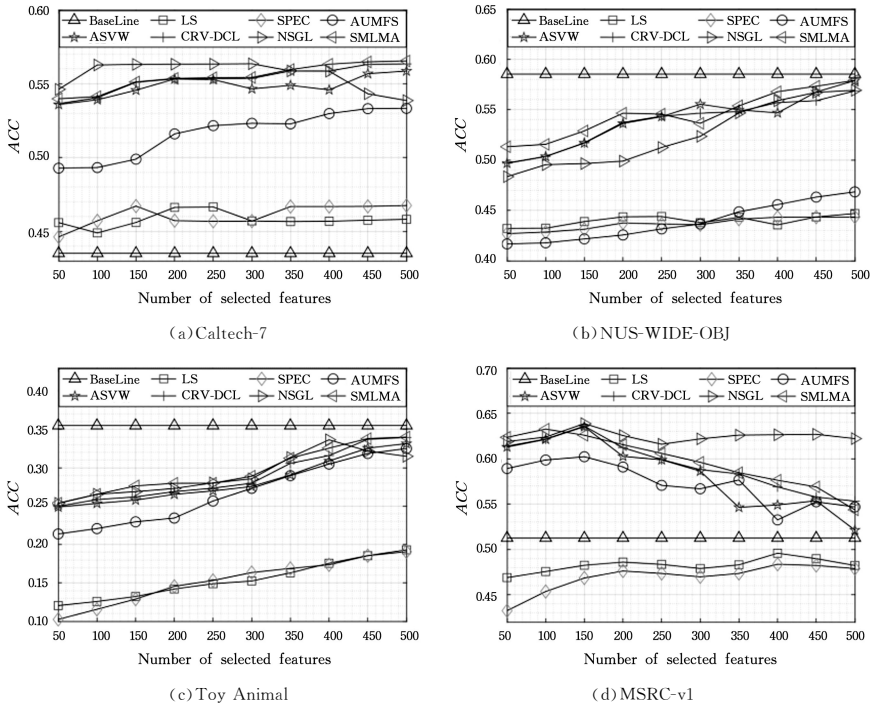 0.60
BaseLine LS SPEC AUMFS
ASVW CRV-DCL NSGL SMLMA
0.55
0.50
0.45
ACC
50 100 150 200 250 300 350 400 450 500
Number of selected features
(a)Caltech-7
0.65
BaseLine LS SPEC AUMFS
ASVW CRV-DCL NSGL SMLMA
0.60
0.55
0.50
0.45
0.40
ACC
50 100 150 200 250 300 350 400 450 500
Number of selected features
(b)NUS-WIDE-OBJ
BaseLine LS SPEC AUMFS
0.40
ASVW CRV-DCL NSGL SMLMA
0.35
0.30
0.25
0.20
0.15
0.10
ACC
50 100 150 200 250 300 350 400 450 500
Number of selected features
(c)Toy Animal
0.70
BaseLine LS SPEC AUMFS
ASVW CRV-DCL NSGL SMLMA
0.65
0.60
0.55
0.50
0.45
ACC
50 100 150 200 250 300 350 400 450 500
Number of selected features
(d)MSRC-v1